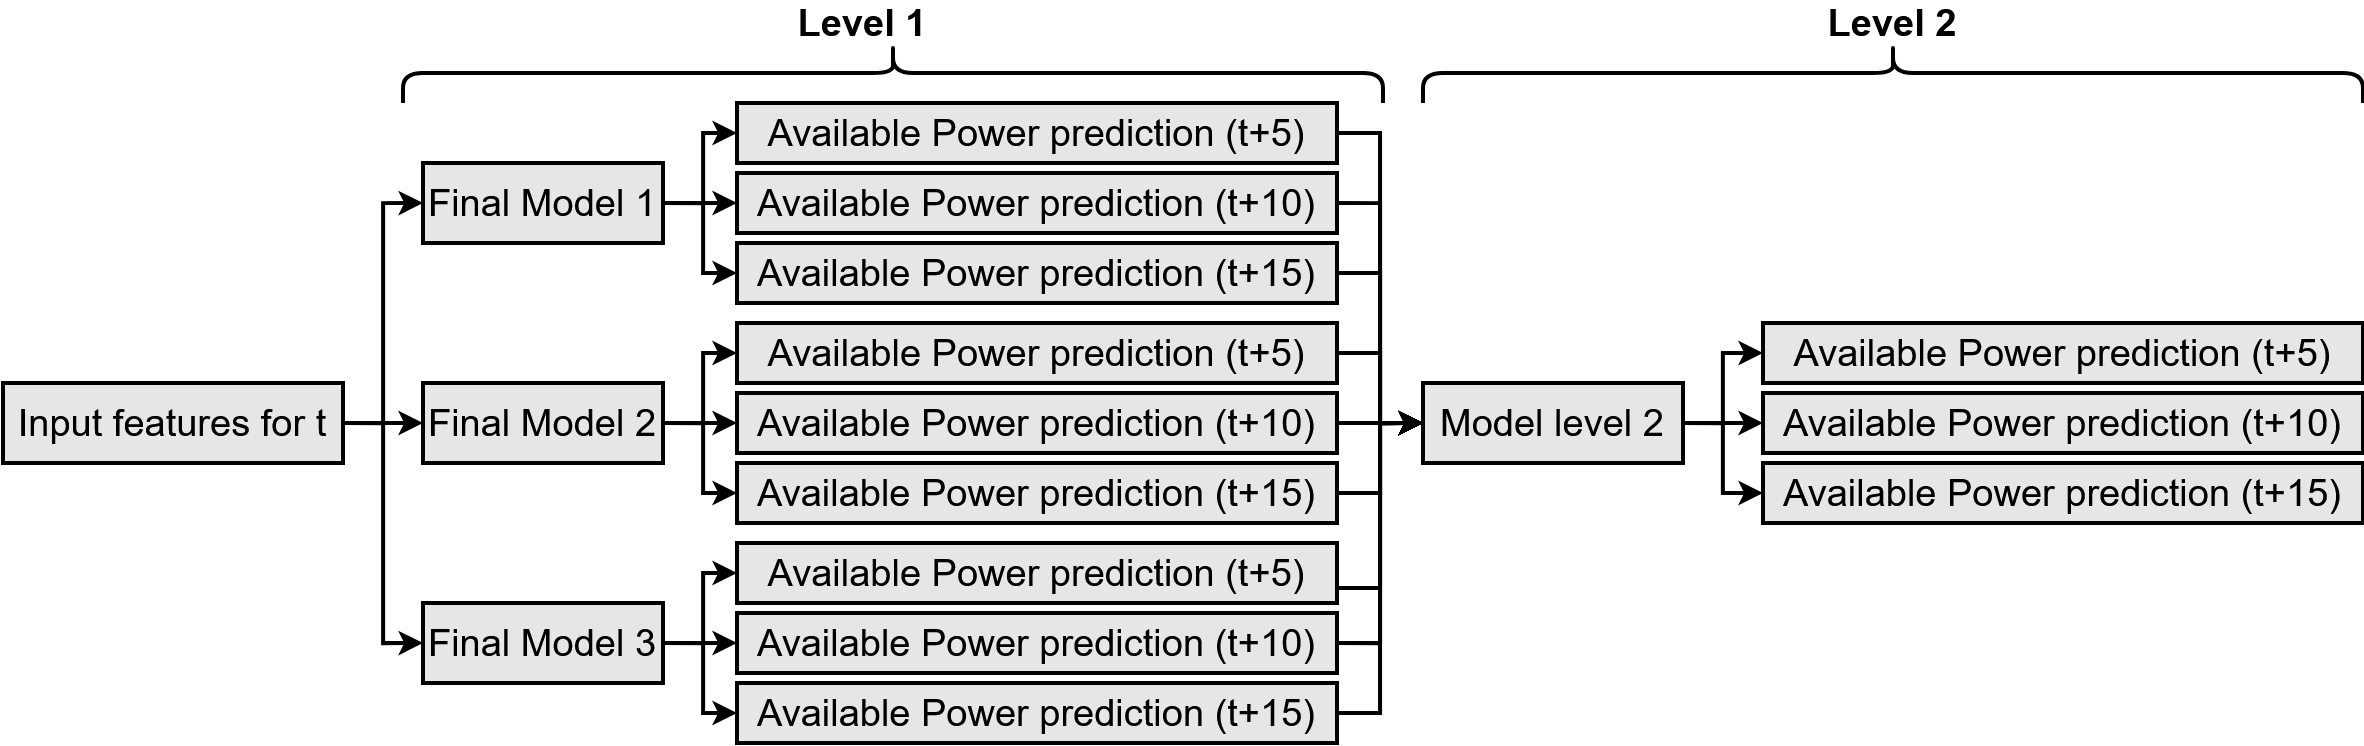 Level 1
Level 2
Available Power prediction (t+5)
Final Model 1
Available Power prediction (t+10)
Available Power prediction (t+15)
Available Power prediction (t+5)
Input features for t
Final Model 2
Available Power prediction (t+10)
Available Power prediction (t+15)
Available Power prediction (t+5)
Final Model 3
Available Power prediction (t+10)
Available Power prediction (t+15)
Model level 2
Available Power prediction (t+5)
Available Power prediction (t+10)
Available Power prediction (t+15)